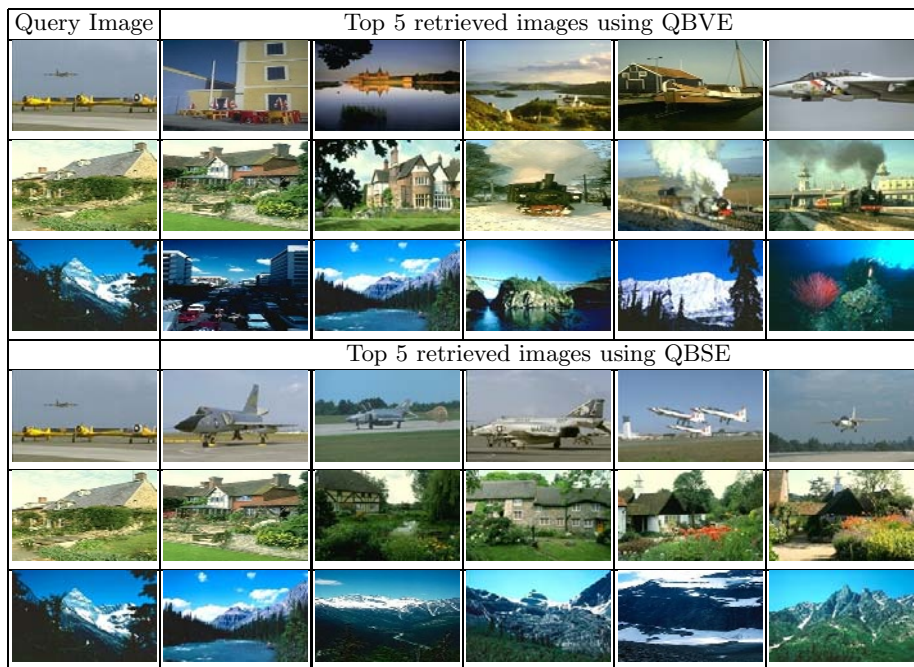 Query Image
Top 5 retrieved images using QBVE
Top 5 retrieved images using QBSE